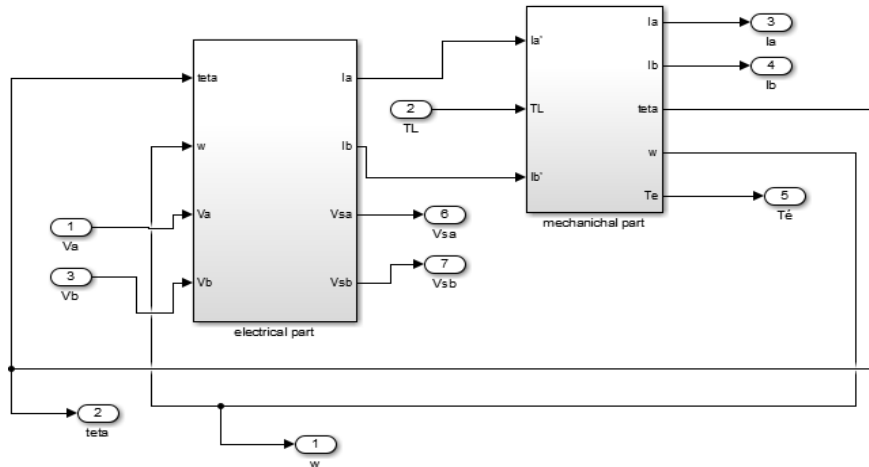 teta
w
Va
Vb
Ia
Ib
Vsa
Vsb
electrical part
1
Va
3
Vb
2
TL
6
Vsa
7
Vsb
Ia'
TL
Ib'
Ia
Ib
teta
w
Te
mechanichal part
3
Ia
4
Ib
5
Té
2
teta
1
w